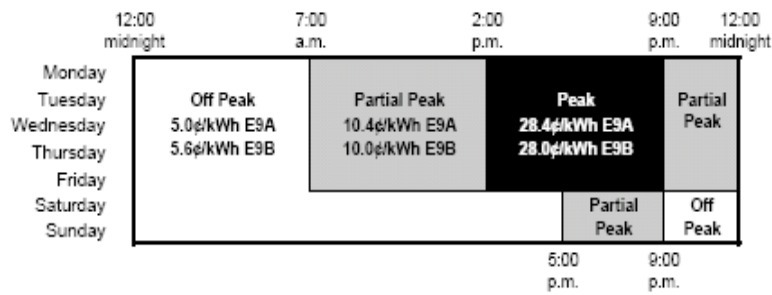 12:00 7:00 2:00 9:00 12:00
midnight a.m. p.m. p.m. midnight
Monday
Tuesday Off Peak Partial Peak Peak Partial
Wednesday 5.0¢/kWh E9A 10.4¢/kWh E9A 28.4¢/kWh E9A Peak
Thursday 5.6¢/kWh E9B 10.0¢/kWh E9B 28.0¢/kWh E9B
Friday
Saturday Partial Off
Sunday Peak Peak
5:00 9:00
p.m. p.m.